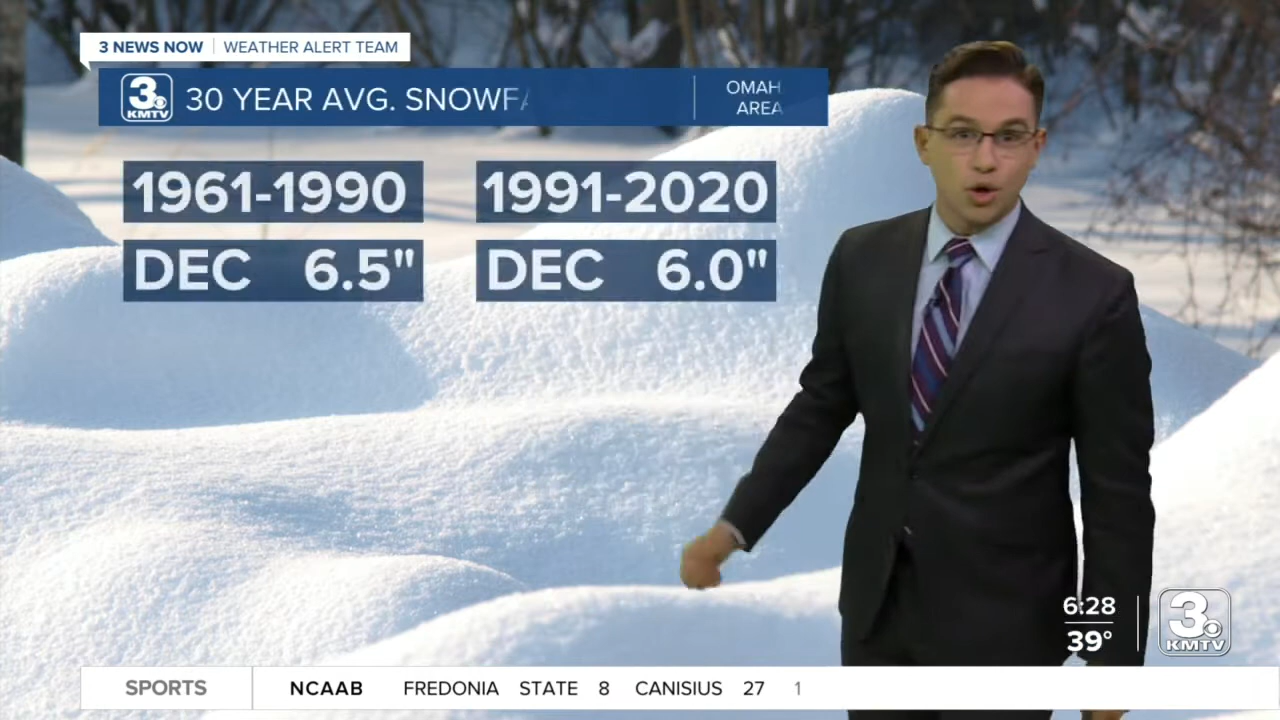 3 NEWS NOW WEATHER ALERT TEAM
3 KMTV 30 YEAR AVG. SNOWFA OMAH
AREA
1961-1990 1991-2020
DEC 6.5" DEC 6.0"
6:28
39°
3 KMTV
SPORTS NCAAB FREDONIA STATE 8 CANISIUS 27 1